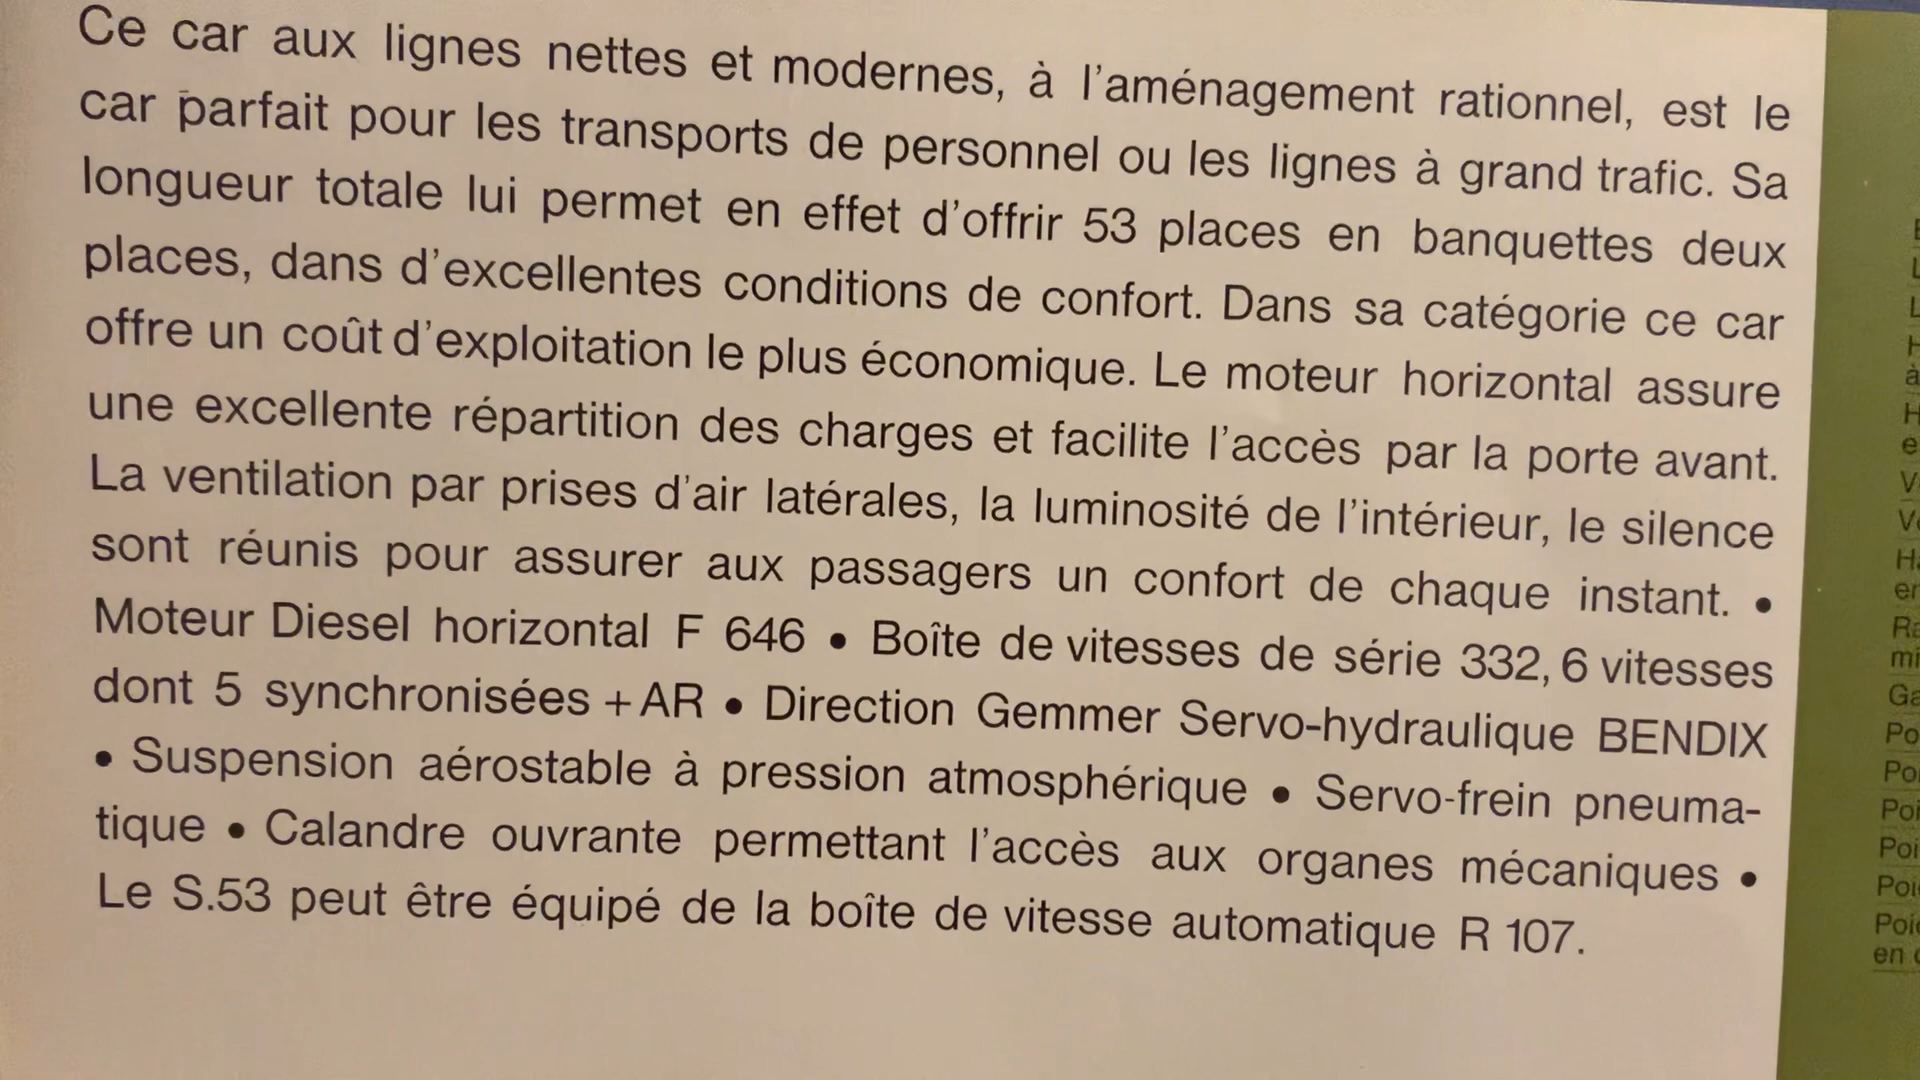 Ce car aux lignes nettes et modernes, à l'aménagement rationnel, est le
car parfait pour les transports de personnel ou les lignes à grand trafic. Sa
longueur totale lui permet en effet d'offrir 53 places en banquettes deux
places, dans d'excellentes conditions de confort. Dans sa catégorie ce car
offre un coût d'exploitation le plus économique. Le moteur horizontal assure
une excellente répartition des charges et facilite l'accès par la porte avant.
La ventilation par prises d'air latérales, la luminosité de l'intérieur, le silence
sont réunis pour assurer aux passagers un confort de chaque instant. •
Moteur Diesel horizontal F 646 • Boîte de vitesses de série 332, 6 vitesses
dont 5 synchronisées + AR • Direction Gemmer Servo-hydraulique BENDIX
• Suspension aérostable à pression atmosphérique • Servo-frein pneuma-
tique • Calandre ouvrante permettant l'accès aux organes mécaniques •
Le S.53 peut être équipé de la boîte de vitesse automatique R 107.